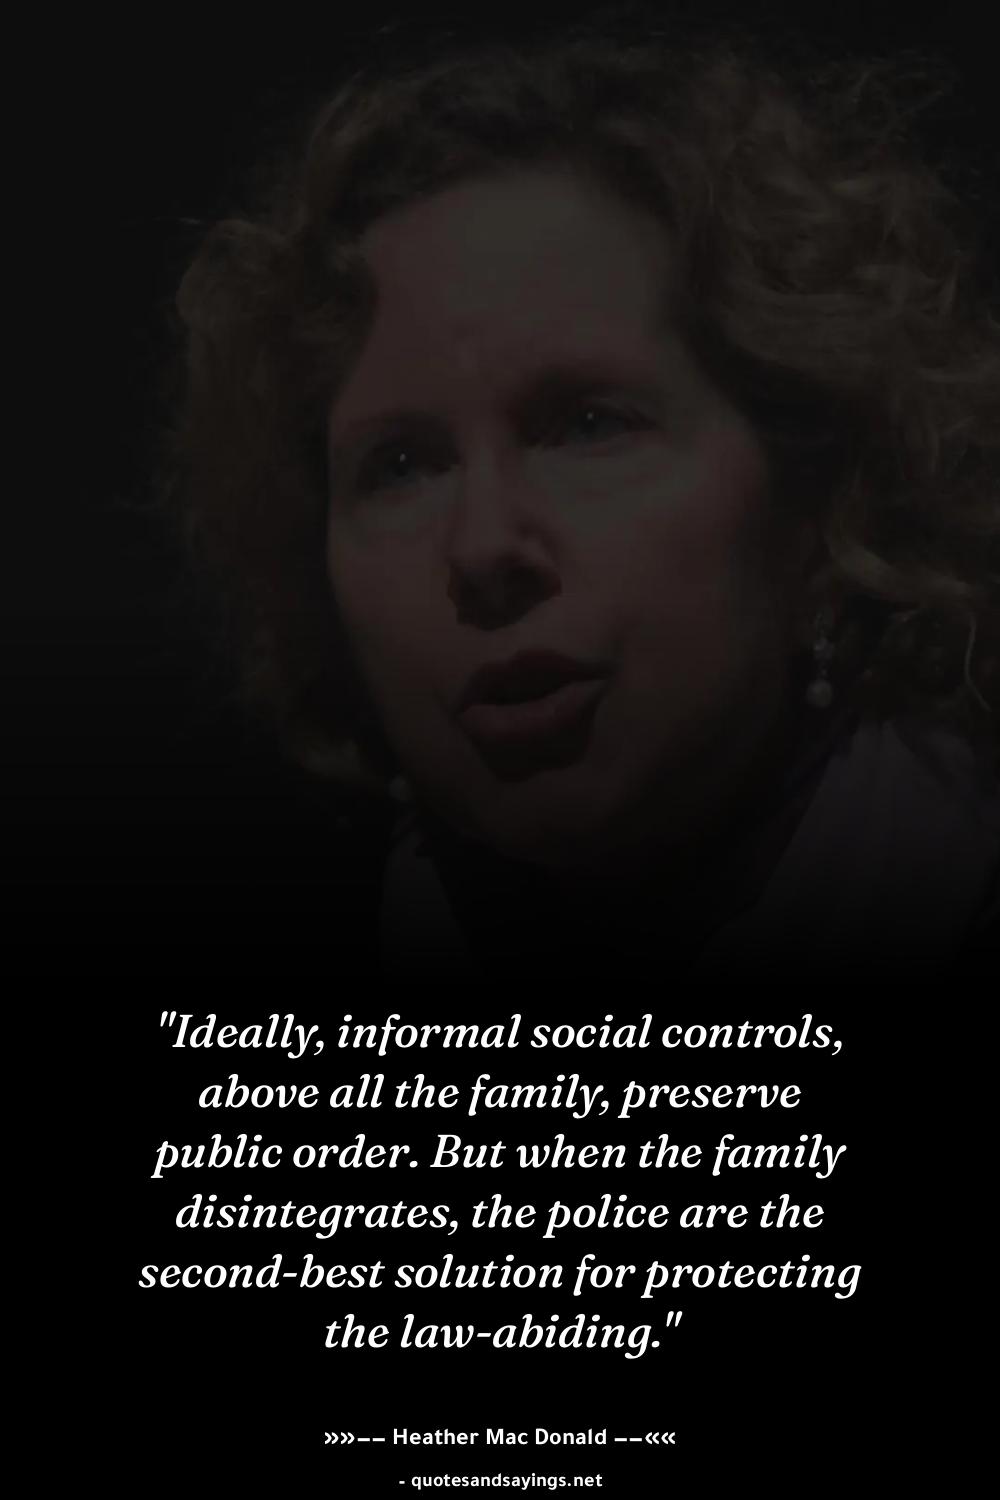 "Ideally, informal social controls,
above all the family, preserve
public order. But when the family
disintegrates, the police are the
second-best solution for protecting
the law-abiding."
»»−− Heather Mac Donald −−««
- quotesandsayings.net